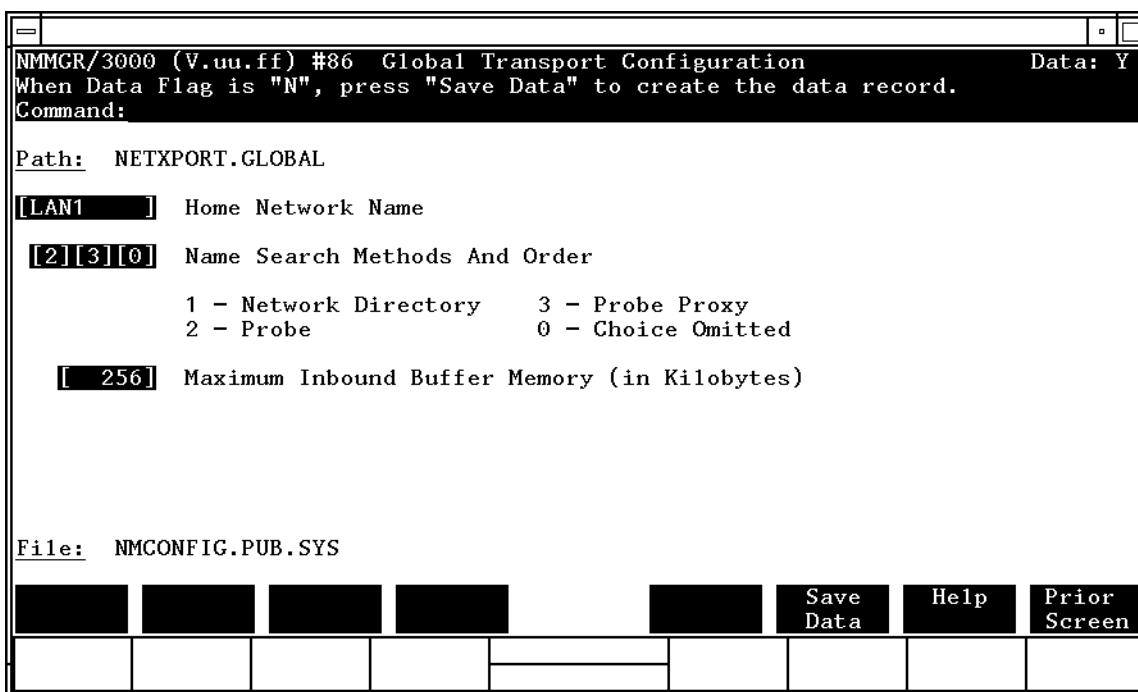 NMMGR/3000 (V.uu.ff) #86 Global Transport Configuration Data: Y
When Data Flag is "N", press "Save Data" to create the data record.
Command:
Path: NETXPORT.GLOBAL
[LAN1 ] Home Network Name
[2][3][0] Name Search Methods And Order
1 - Network Directory 3 - Probe Proxy
2 - Probe 0 - Choice Omitted
[ 256] Maximum Inbound Buffer Memory (in Kilobytes)
File: NMCONFIG.PUB.SYS
Save Help Prior
Data Screen